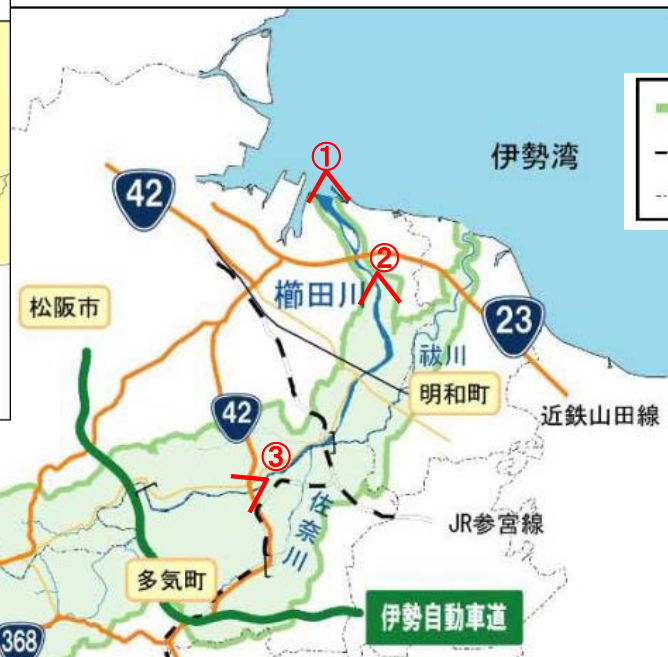 伊勢湾
①
42
②
櫛田川
松阪市
23
祓川
明和町
42
近鉄山田線
③
佐奈川
JR参宮線
多気町
伊勢自動車道
368